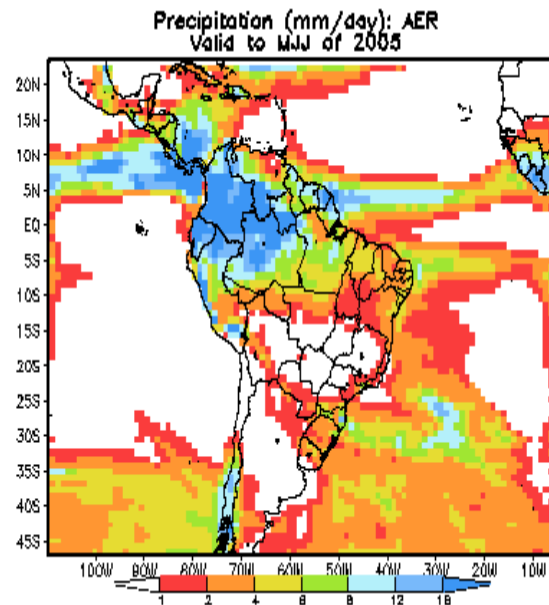 Precipitation (mm/day): AER
Valid to MJJ of 2005
20N
15N
10N
5N
EQ
5S
10S
15S
20S
25S
30S
35S
40S
45S
100W 90W 80W 70W 60W 50W 40W 30W 20W 10W
1 2 4 6 8 12 16